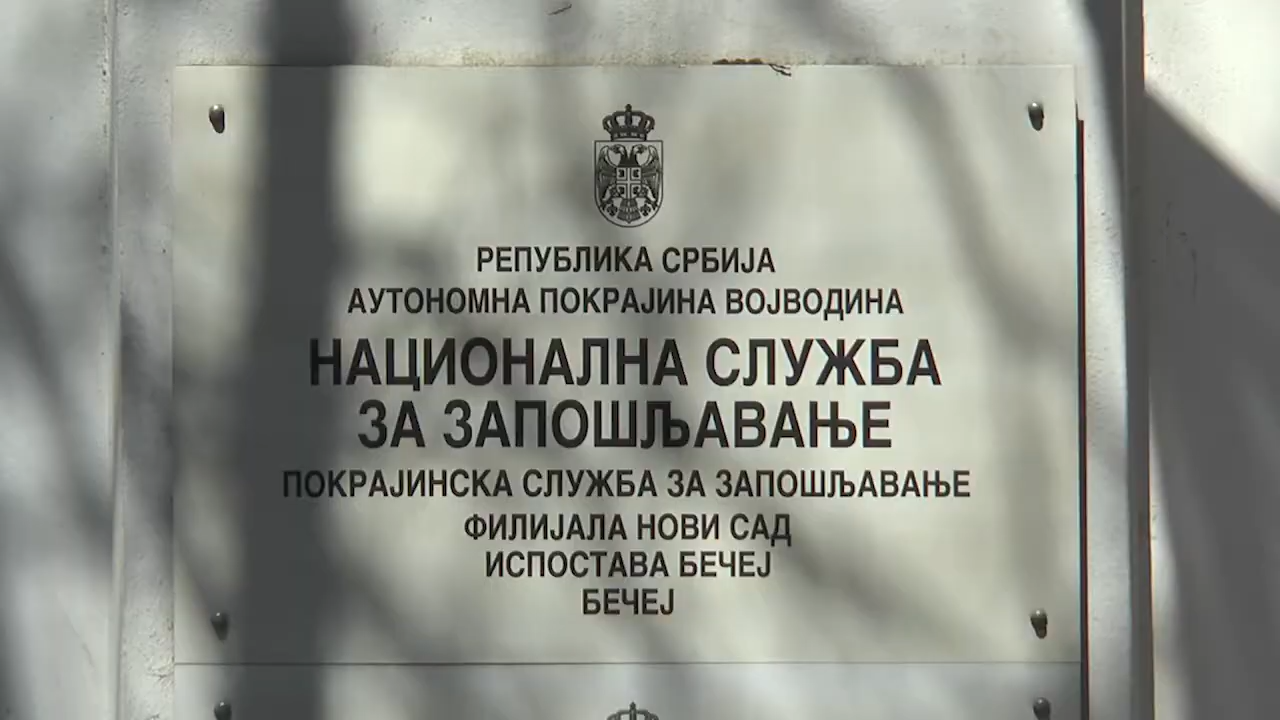 РЕПУБЛИКА СРБИЈА
АУТОНОМНА ПОКРАЈИНА ВОЈВОДИНА
НАЦИОНАЛНА СЛУЖБА
ЗА ЗАПОШЉАВАЊЕ
ПОКРАЈИНСКА СЛУЖБА ЗА ЗАПОШЉАВАЊЕ
ФИЛИЈАЛА НОВИ САД
ИСПОСТАВА БЕЧЕЈ
БЕЧЕЈ